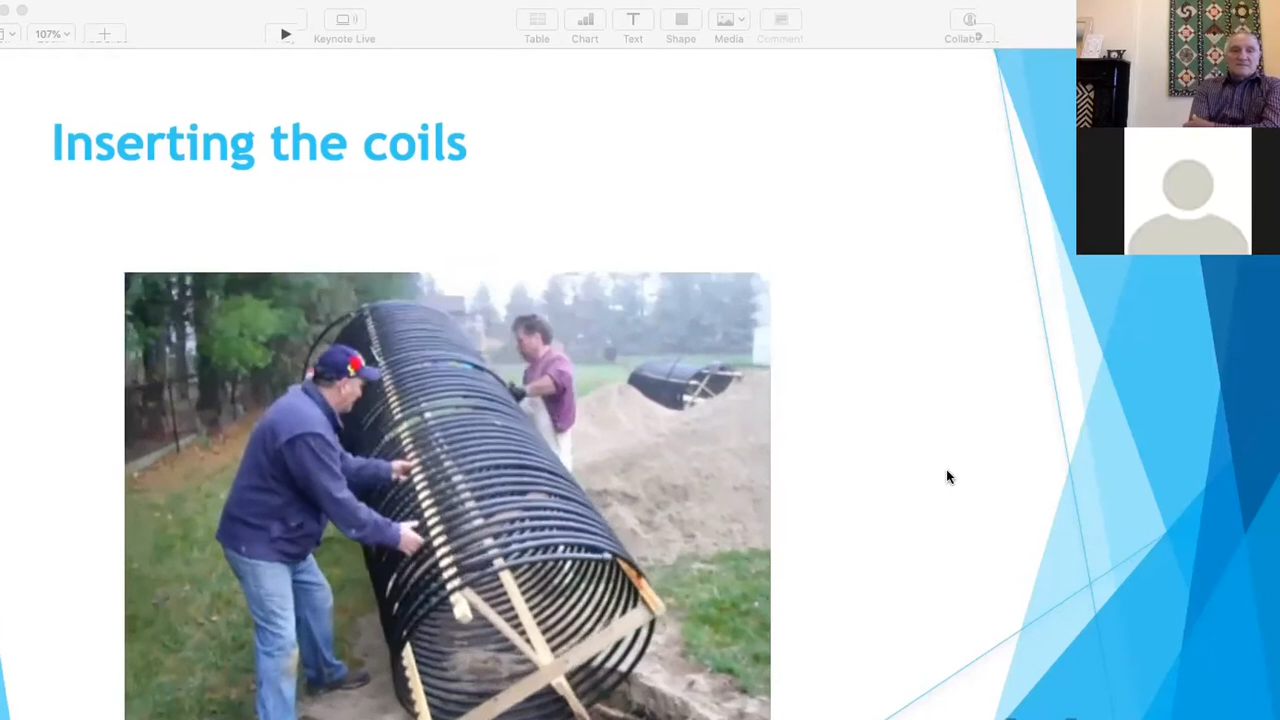 107%
Keynote Live
Table
Chart
Text
Shape
Media
Comment
Inserting the coils